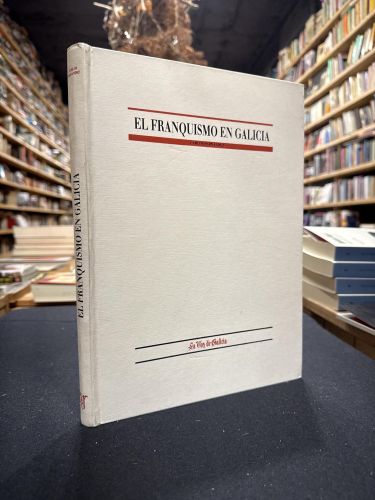 EL FRANQUISMO EN GALICIA
La Voz de Galicia
EL FRANQUISMO EN GALICIA